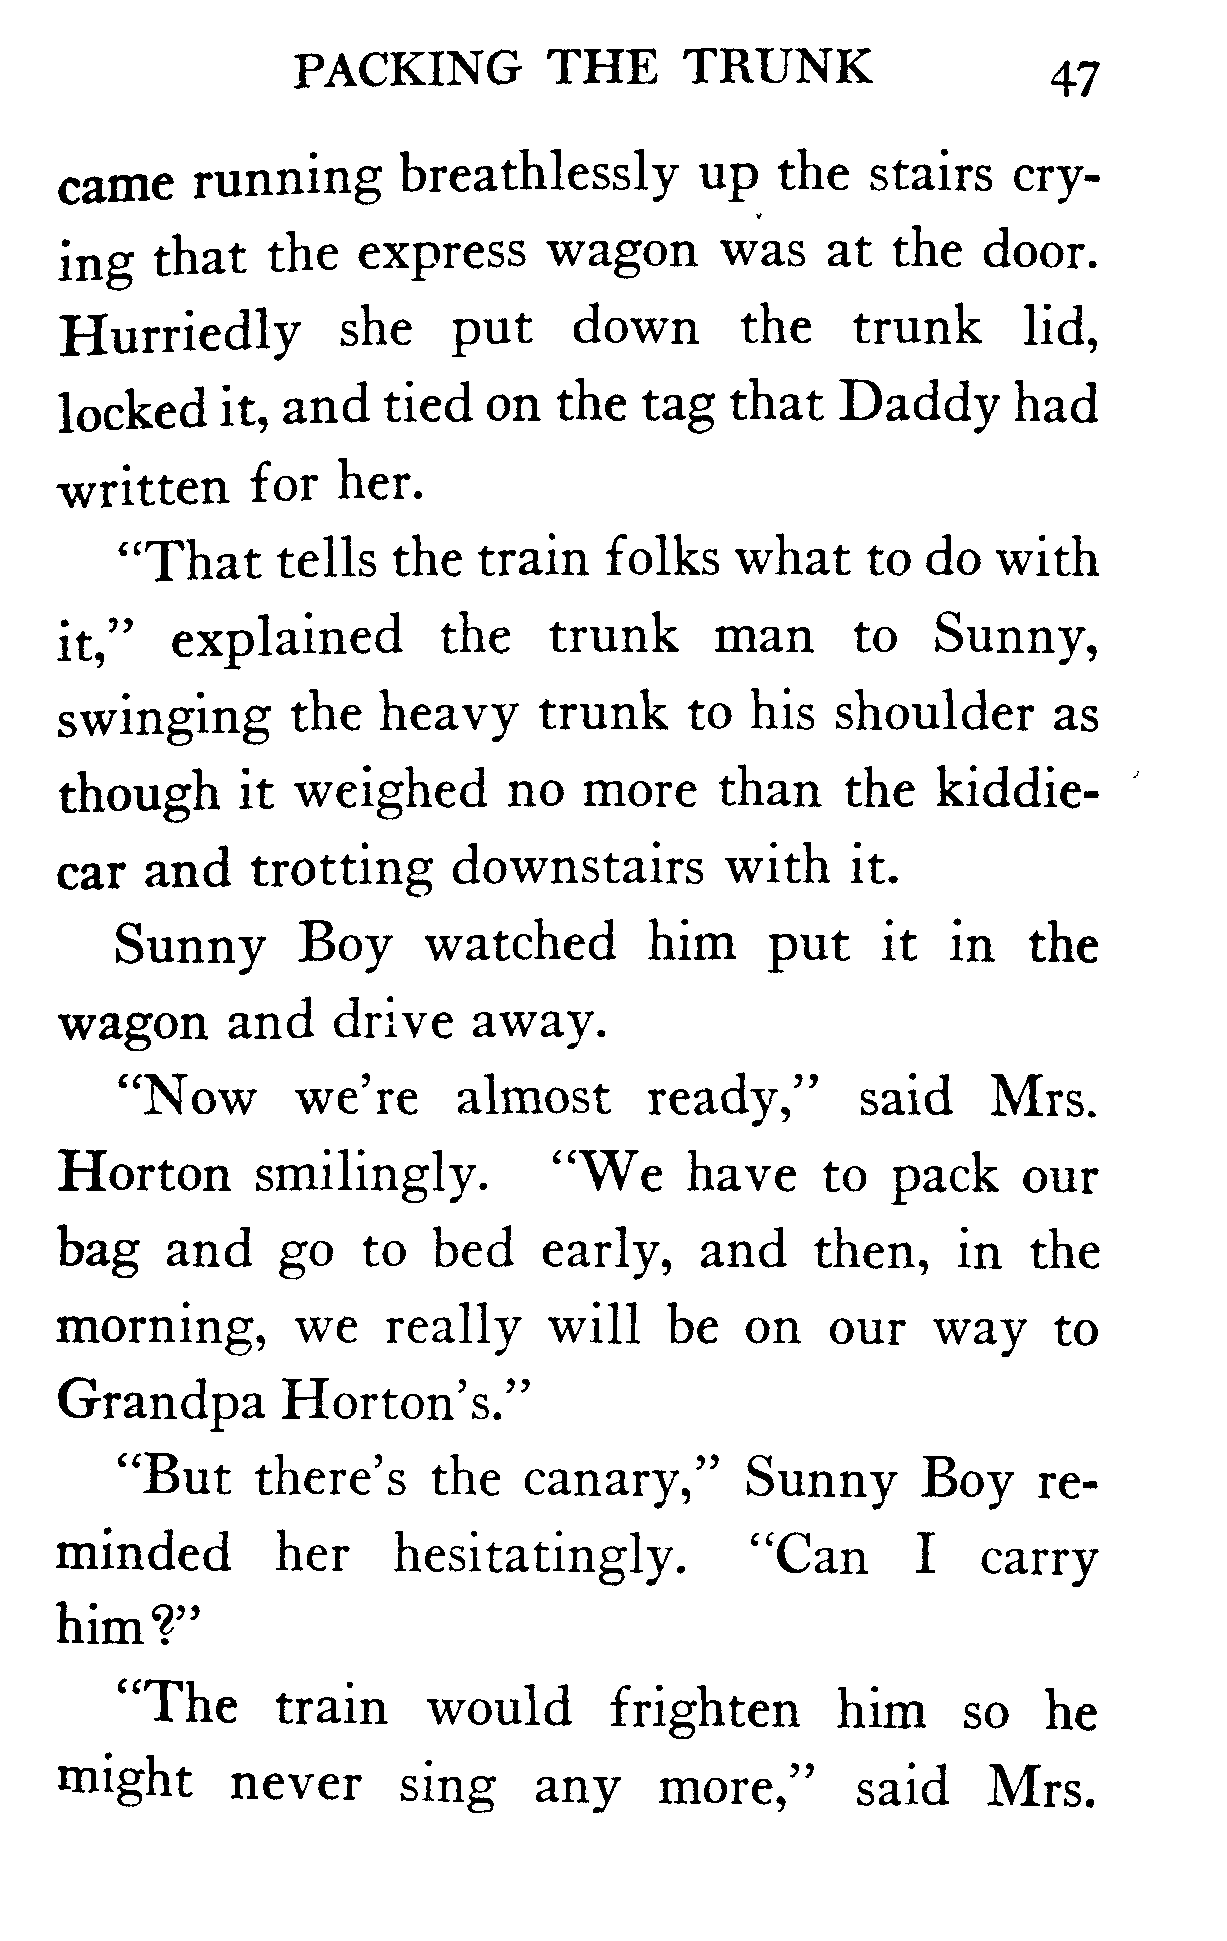 PACKING THE TRUNK 47
came running breathlessly up the stairs cry-
ing that the express wagon was at the door.
Hurriedly she put down the trunk lid,
locked it, and tied on the tag that Daddy had
written for her.
“That tells the train folks what to do with
it,” explained the trunk man to Sunny,
swinging the heavy trunk to his shoulder as
though it weighed no more than the kiddie-
car and trotting downstairs with it.
Sunny Boy watched him put it in the
wagon and drive away.
“Now we’re almost ready,” said Mrs.
Horton smilingly. “We have to pack our
bag and go to bed early, and then, in the
morning, we really will be on our way to
Grandpa Horton’s.”
“But there’s the canary,” Sunny Boy re-
minded her hesitatingly. “Can I carry
him?”
“The train would frighten him so he
might never sing any more,” said Mrs.